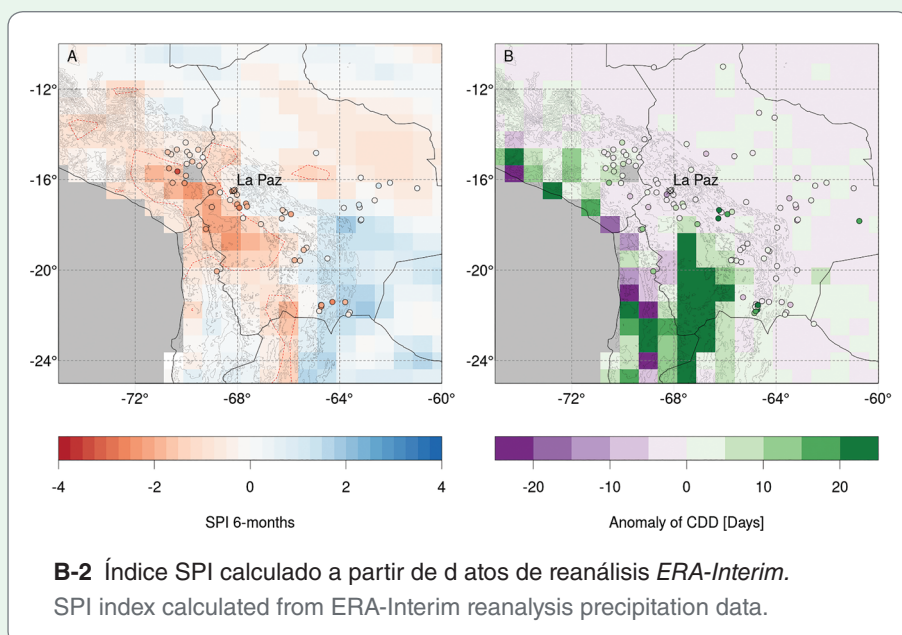 A
B
-12°
-12°
La Paz
La Paz
-16°
-16°
-20°
-20°
-24°
-24°
-72° -68° -64° -60°
-72° -68° -64° -60°
-4 -2 0 2 4
-20 -10 0 10 20
SPI 6-months
Anomaly of CDD [Days]
B-2 Índice SPI calculado a partir de d atos de reanálisis ERA-Interim.
SPI index calculated from ERA-Interim reanalysis precipitation data.